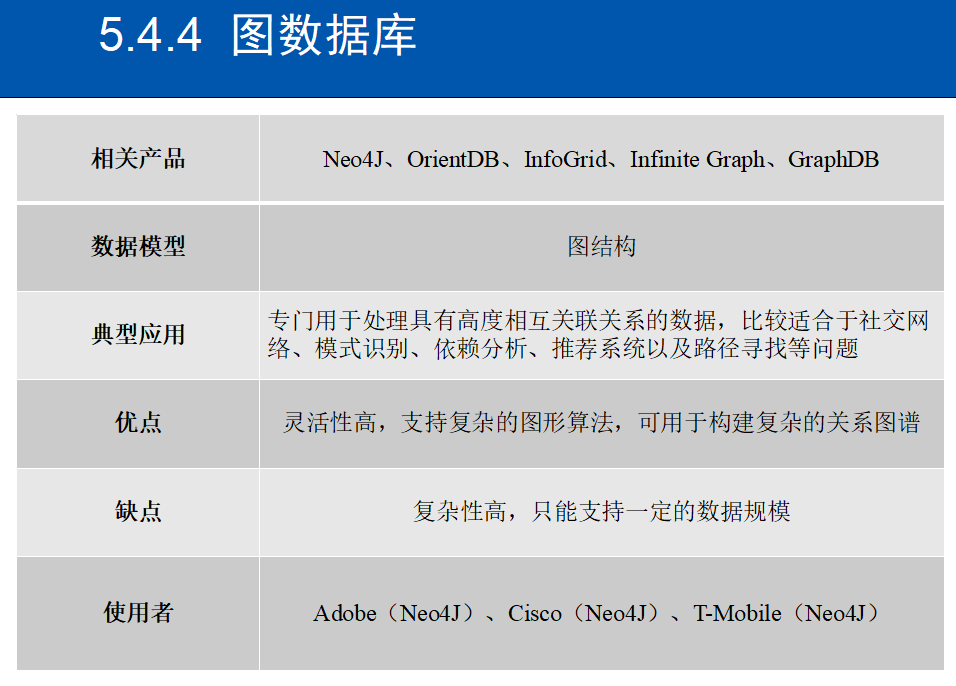 5.4.4 图数据库
相关产品
Neo4J、OrientDB、InfoGrid、Infinite Graph、GraphDB
数据模型
图结构
典型应用
专门用于处理具有高度相互关联关系的数据，比较适合于社交网
络、模式识别、依赖分析、推荐系统以及路径寻找等问题
优点
灵活性高，支持复杂的图形算法，可用于构建复杂的关系图谱
缺点
复杂性高，只能支持一定的数据规模
使用者
Adobe（Neo4J）、Cisco（Neo4J）、T-Mobile（Neo4J）